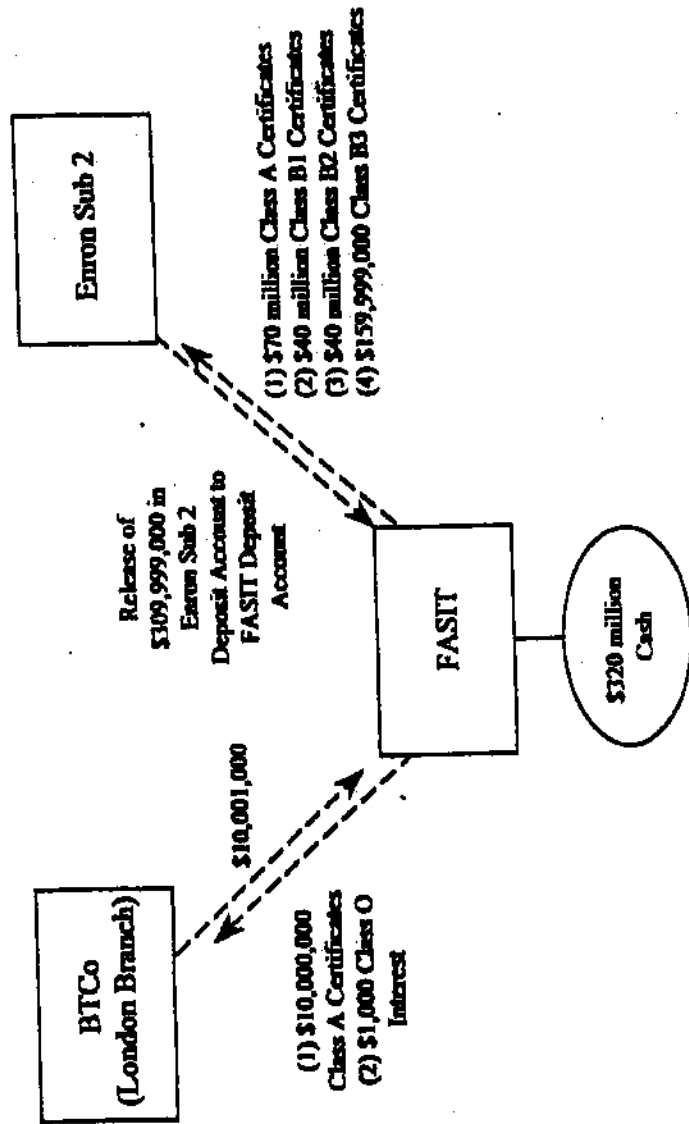 BTCo
(London Branch)
Enron Sub 2
$10,001,000
Release of
$309,999,000 in
Enron Sub 2
Deposit Account to
FASIT Deposit
Account
(1) $10,000,000
Class A Certificates
(2) $1,000 Class O
Interest
(1) $70 million Class A Certificates
(2) $40 million Class B1 Certificates
(3) $40 million Class B2 Certificates
(4) $159,999,000 Class B3 Certificates
FASIT
$320 million
Cash